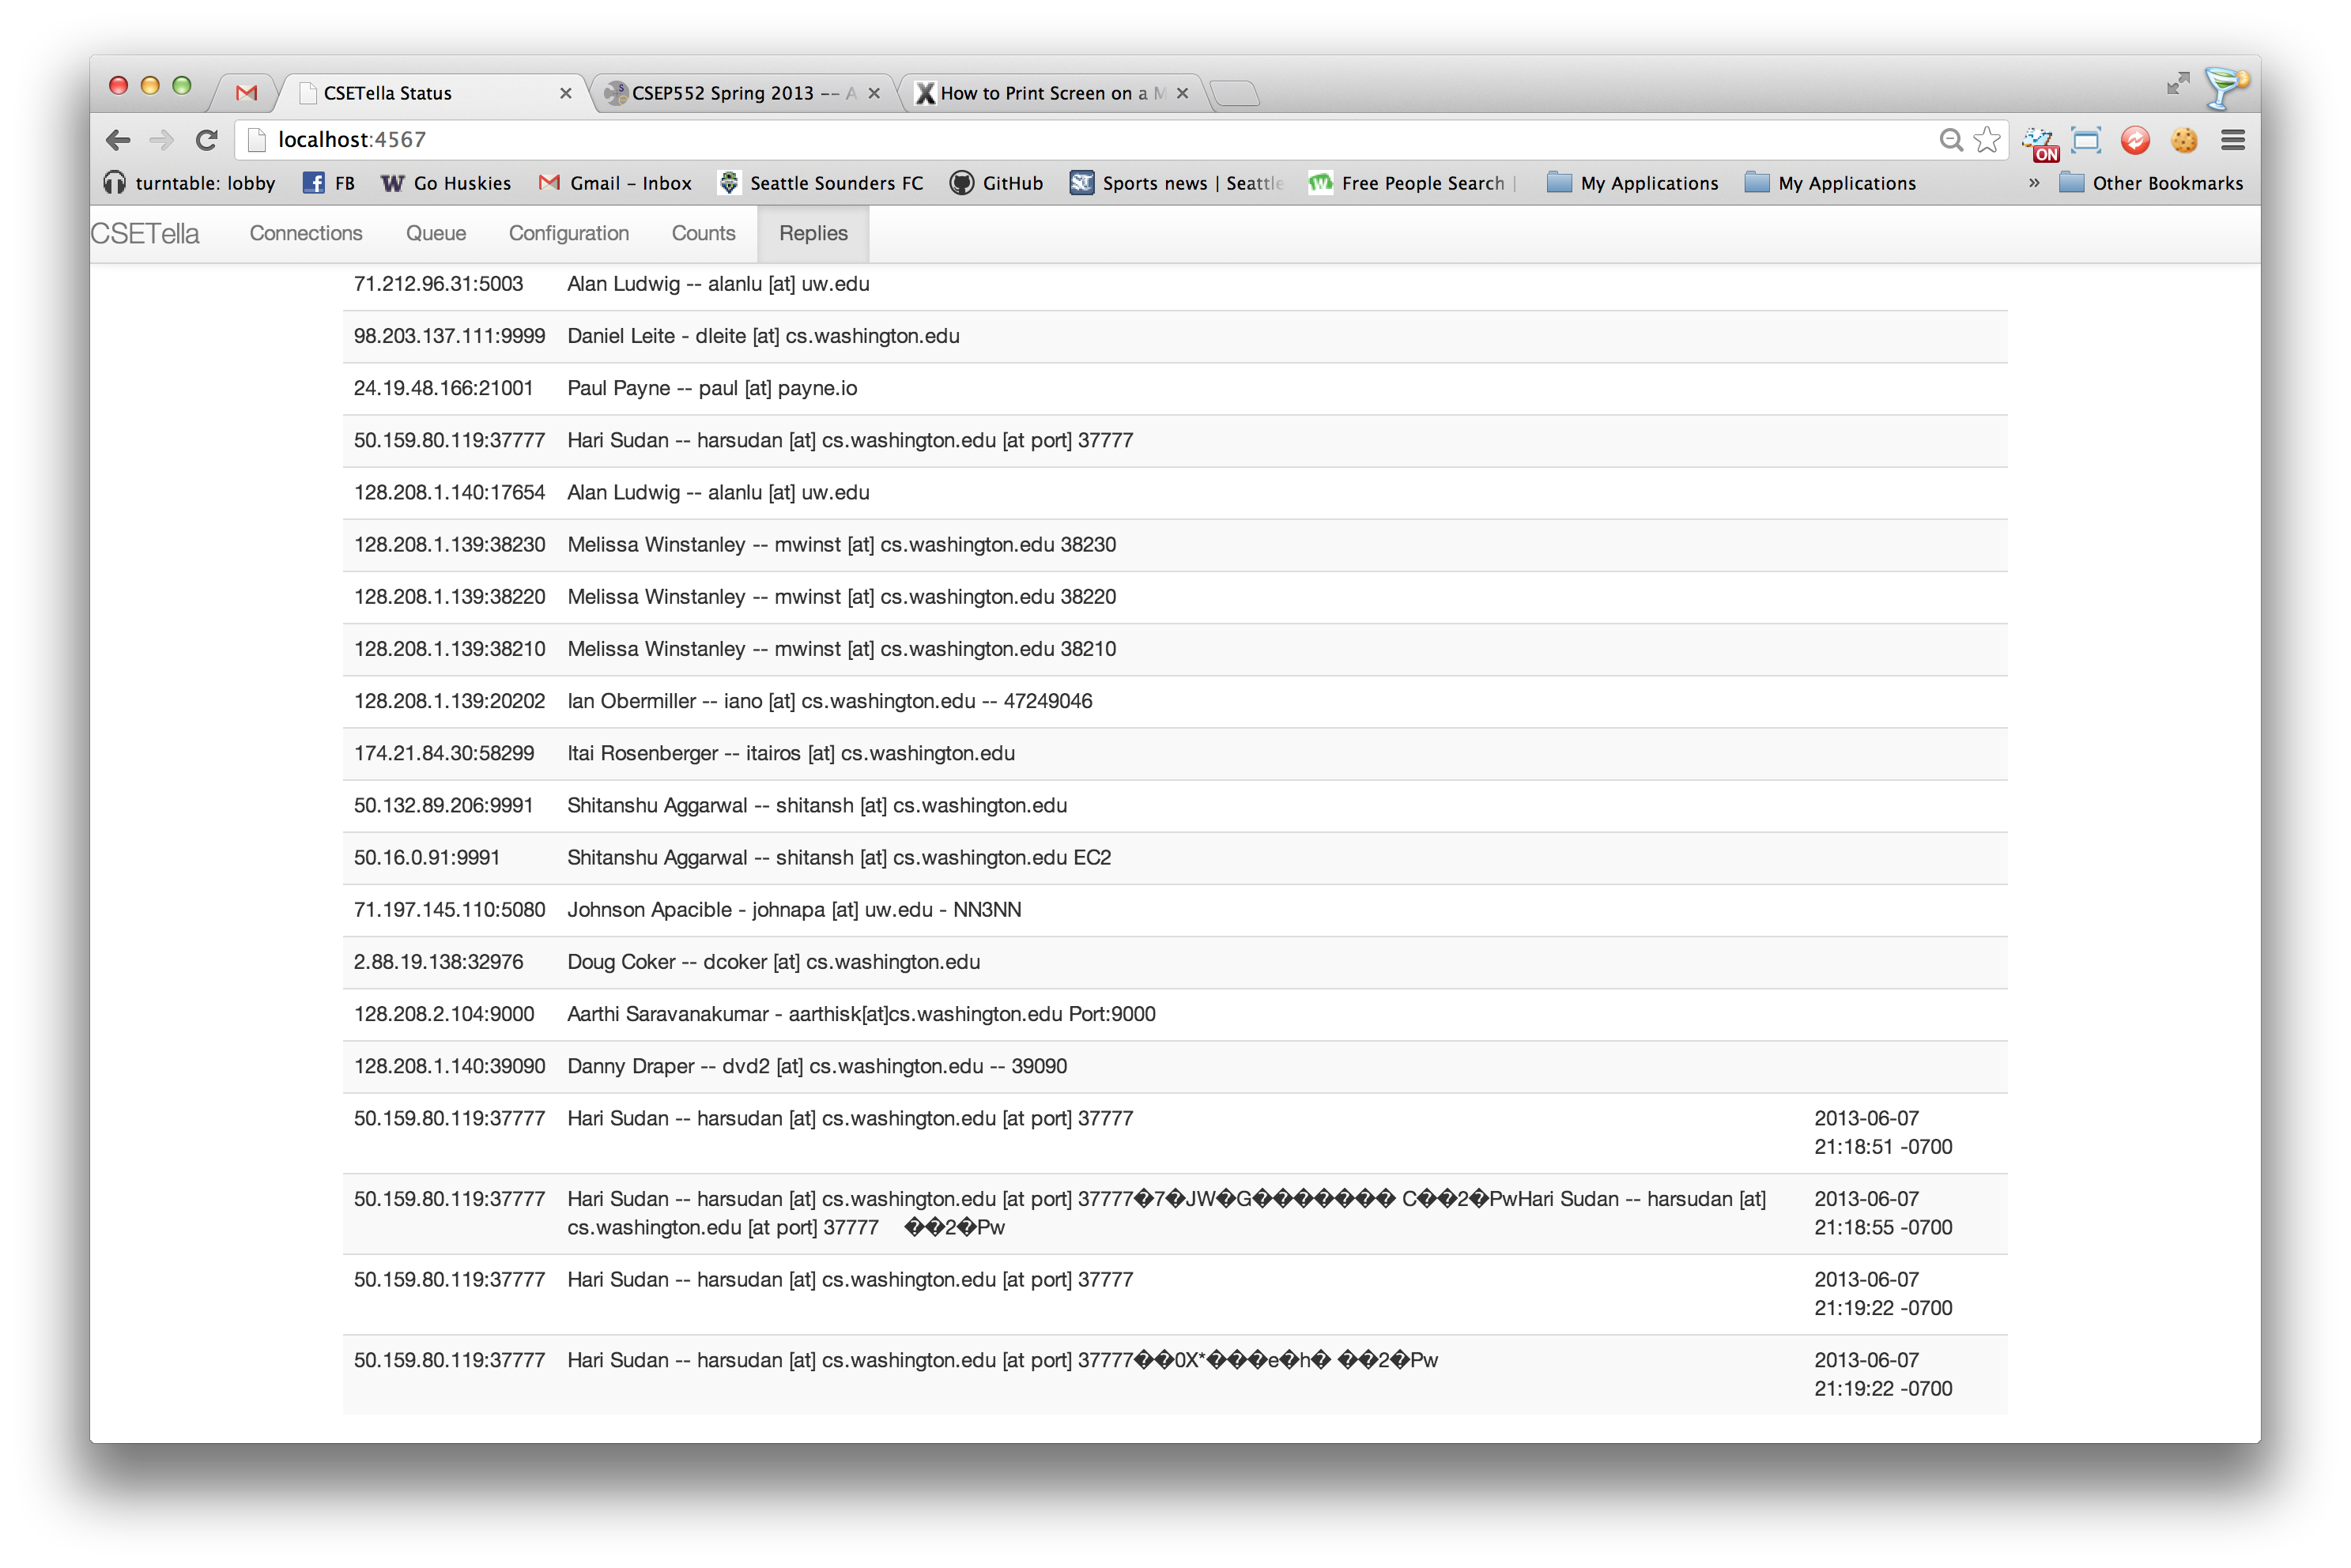 CSETella Status
CSEP552 Spring 2013 -- A
How to Print Screen on a M
localhost:4567
ON
turntable: lobby FB Go Huskies Gmail - Inbox Seattle Sounders FC GitHub Sports news | Seattle Free People Search | My Applications My Applications » Other Bookmarks
CSETella Connections Queue Configuration Counts Replies
71.212.96.31:5003 Alan Ludwig -- alanlu [at] uw.edu
98.203.137.111:9999 Daniel Leite - dleite [at] cs.washington.edu
24.19.48.166:21001 Paul Payne -- paul [at] payne.io
50.159.80.119:37777 Hari Sudan -- harsudan [at] cs.washington.edu [at port] 37777
128.208.1.140:17654 Alan Ludwig -- alanlu [at] uw.edu
128.208.1.139:38230 Melissa Winstanley -- mwinst [at] cs.washington.edu 38230
128.208.1.139:38220 Melissa Winstanley -- mwinst [at] cs.washington.edu 38220
128.208.1.139:38210 Melissa Winstanley -- mwinst [at] cs.washington.edu 38210
128.208.1.139:20202 Ian Obermiller -- iano [at] cs.washington.edu -- 47249046
174.21.84.30:58299 Itai Rosenberger -- itairos [at] cs.washington.edu
50.132.89.206:9991 Shitanshu Aggarwal -- shitansh [at] cs.washington.edu
50.16.0.91:9991 Shitanshu Aggarwal -- shitansh [at] cs.washington.edu EC2
71.197.145.110:5080 Johnson Apacible - johnapa [at] uw.edu - NN3NN
2.88.19.138:32976 Doug Coker -- dcoker [at] cs.washington.edu
128.208.2.104:9000 Aarthi Saravanakumar - aarthisk[at]cs.washington.edu Port:9000
128.208.1.140:39090 Danny Draper -- dvd2 [at] cs.washington.edu -- 39090
50.159.80.119:37777 Hari Sudan -- harsudan [at] cs.washington.edu [at port] 37777 2013-06-07
21:18:51 -0700
50.159.80.119:37777 Hari Sudan -- harsudan [at] cs.washington.edu [at port] 37777�7�JW�G������� C��2�PwHari Sudan -- harsudan [at] 2013-06-07
cs.washington.edu [at port] 37777 ��2�Pw 21:18:55 -0700
50.159.80.119:37777 Hari Sudan -- harsudan [at] cs.washington.edu [at port] 37777 2013-06-07
21:19:22 -0700
50.159.80.119:37777 Hari Sudan -- harsudan [at] cs.washington.edu [at port] 37777��0X*���e�h� ��2�Pw 2013-06-07
21:19:22 -0700